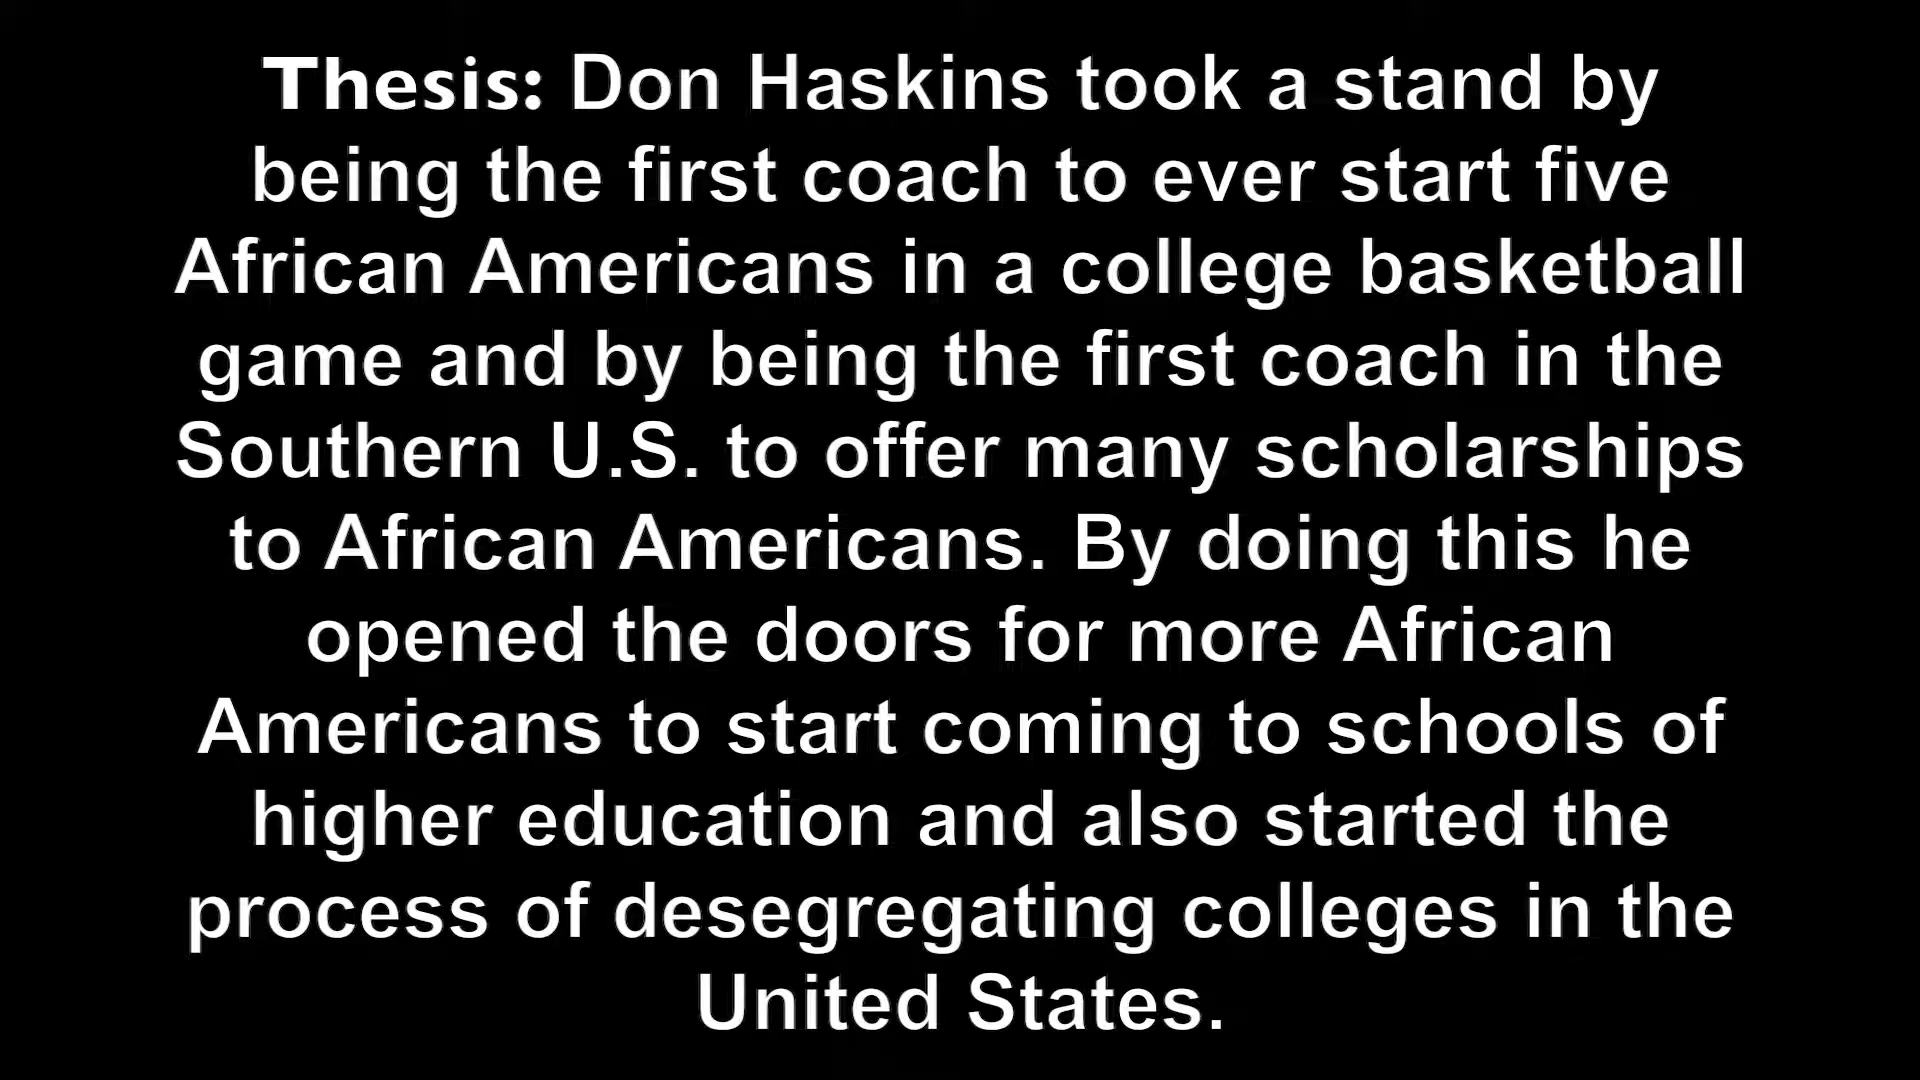 Thesis: Don Haskins took a stand by
being the first coach to ever start five
African Americans in a college basketball
game and by being the first coach in the
Southern U.S. to offer many scholarships
to African Americans. By doing this he
opened the doors for more African
Americans to start coming to schools of
higher education and also started the
process of desegregating colleges in the
United States.